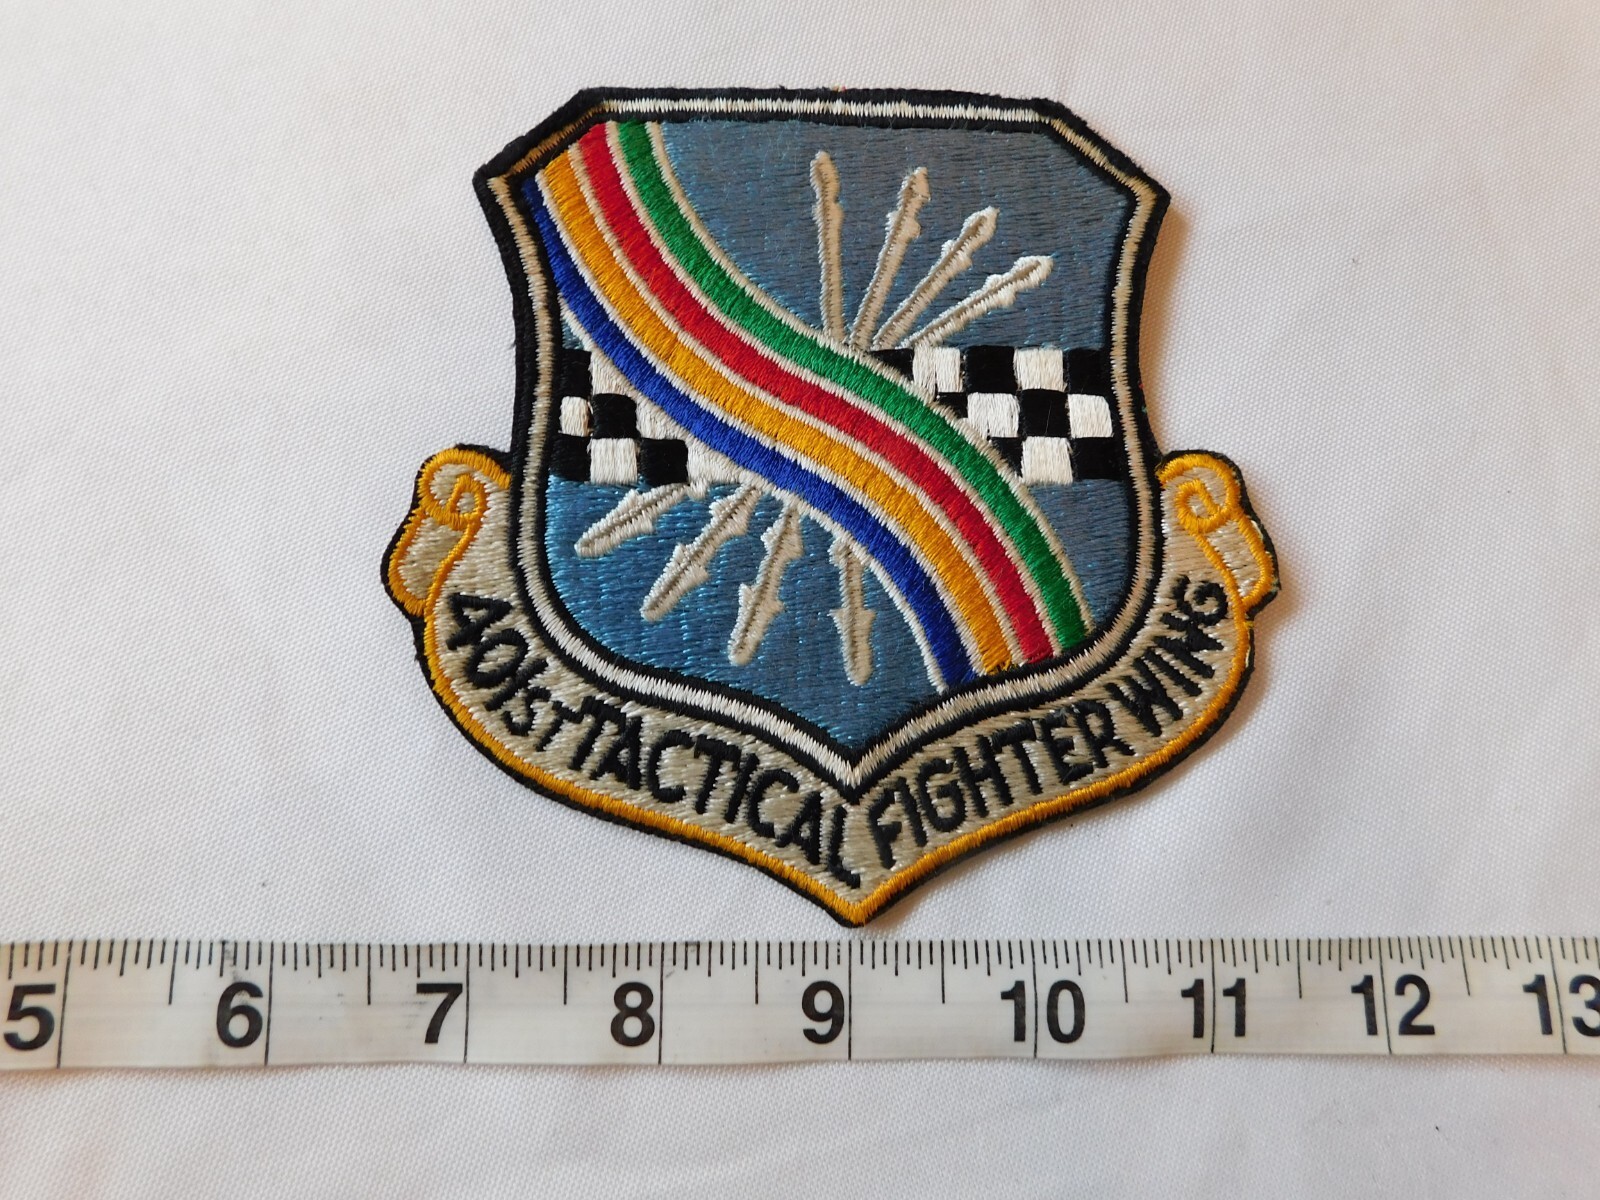 401ST TACTICAL FIGHTER WING
5 6 7 8 9 10 11 12 13